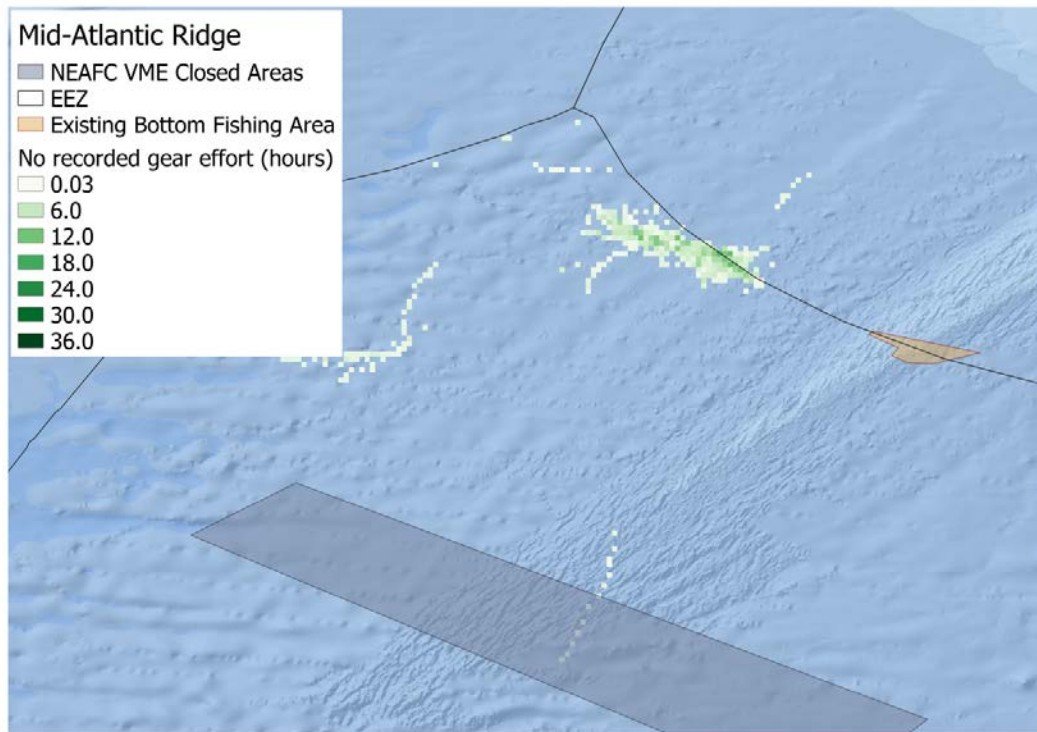 Mid-Atlantic Ridge
NEAFC VME Closed Areas
EEZ
Existing Bottom Fishing Area
No recorded gear effort (hours)
0.03
6.0
12.0
18.0
24.0
30.0
36.0